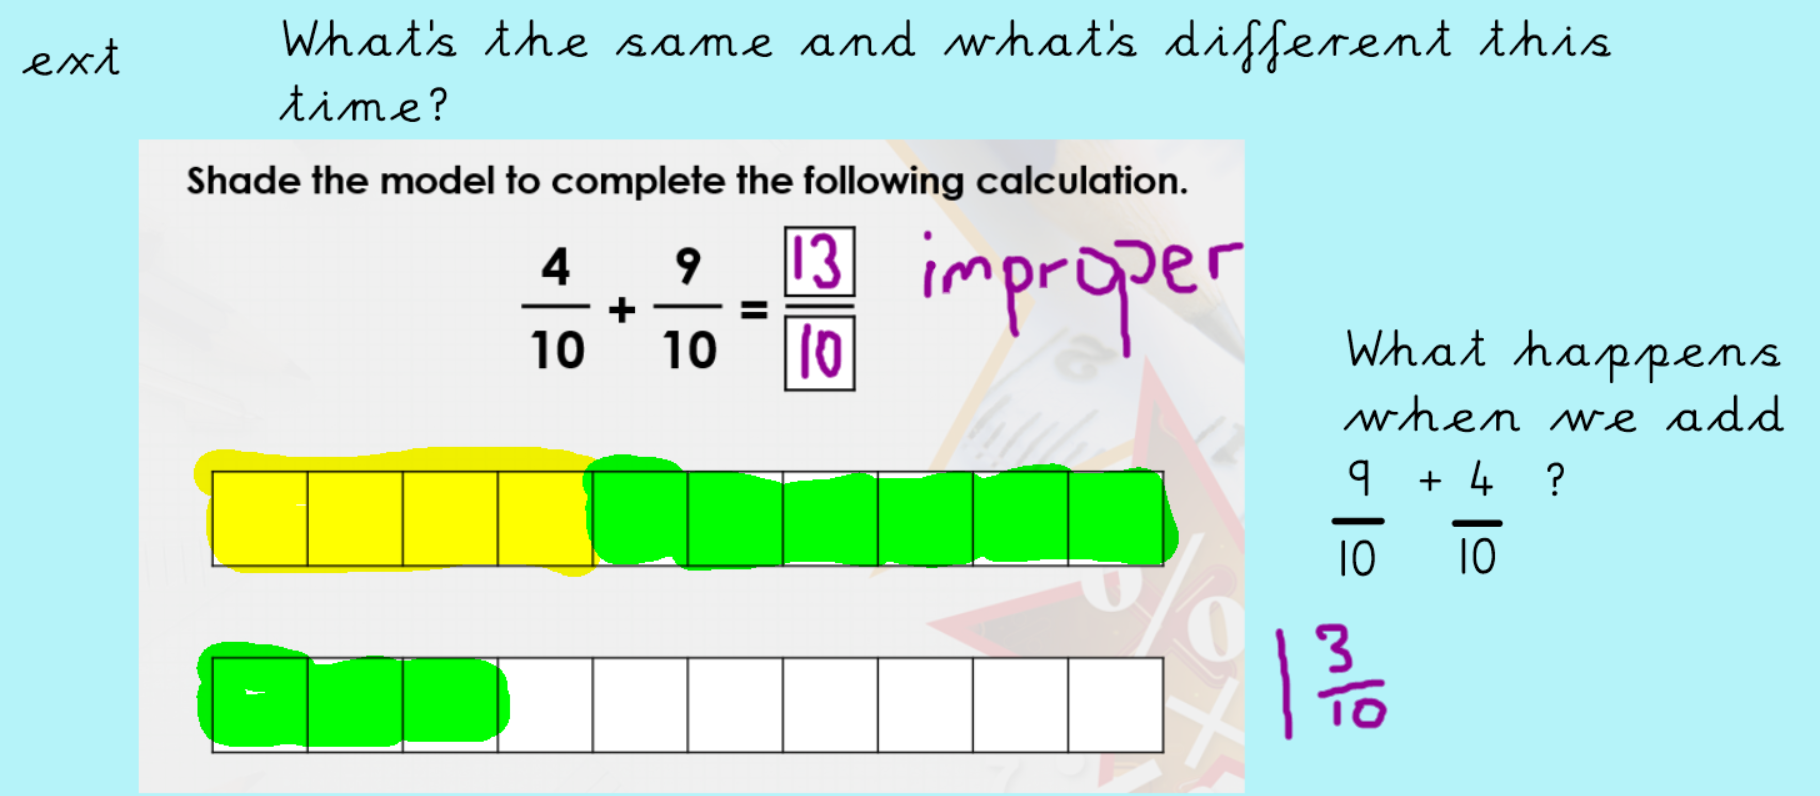 ext
What's the same and what's different this
time?
Shade the model to complete the following calculation.
4/10 + 9/10 = 13/10
improper
What happens
when we add
9/10 + 4/10 ?
1 3/10